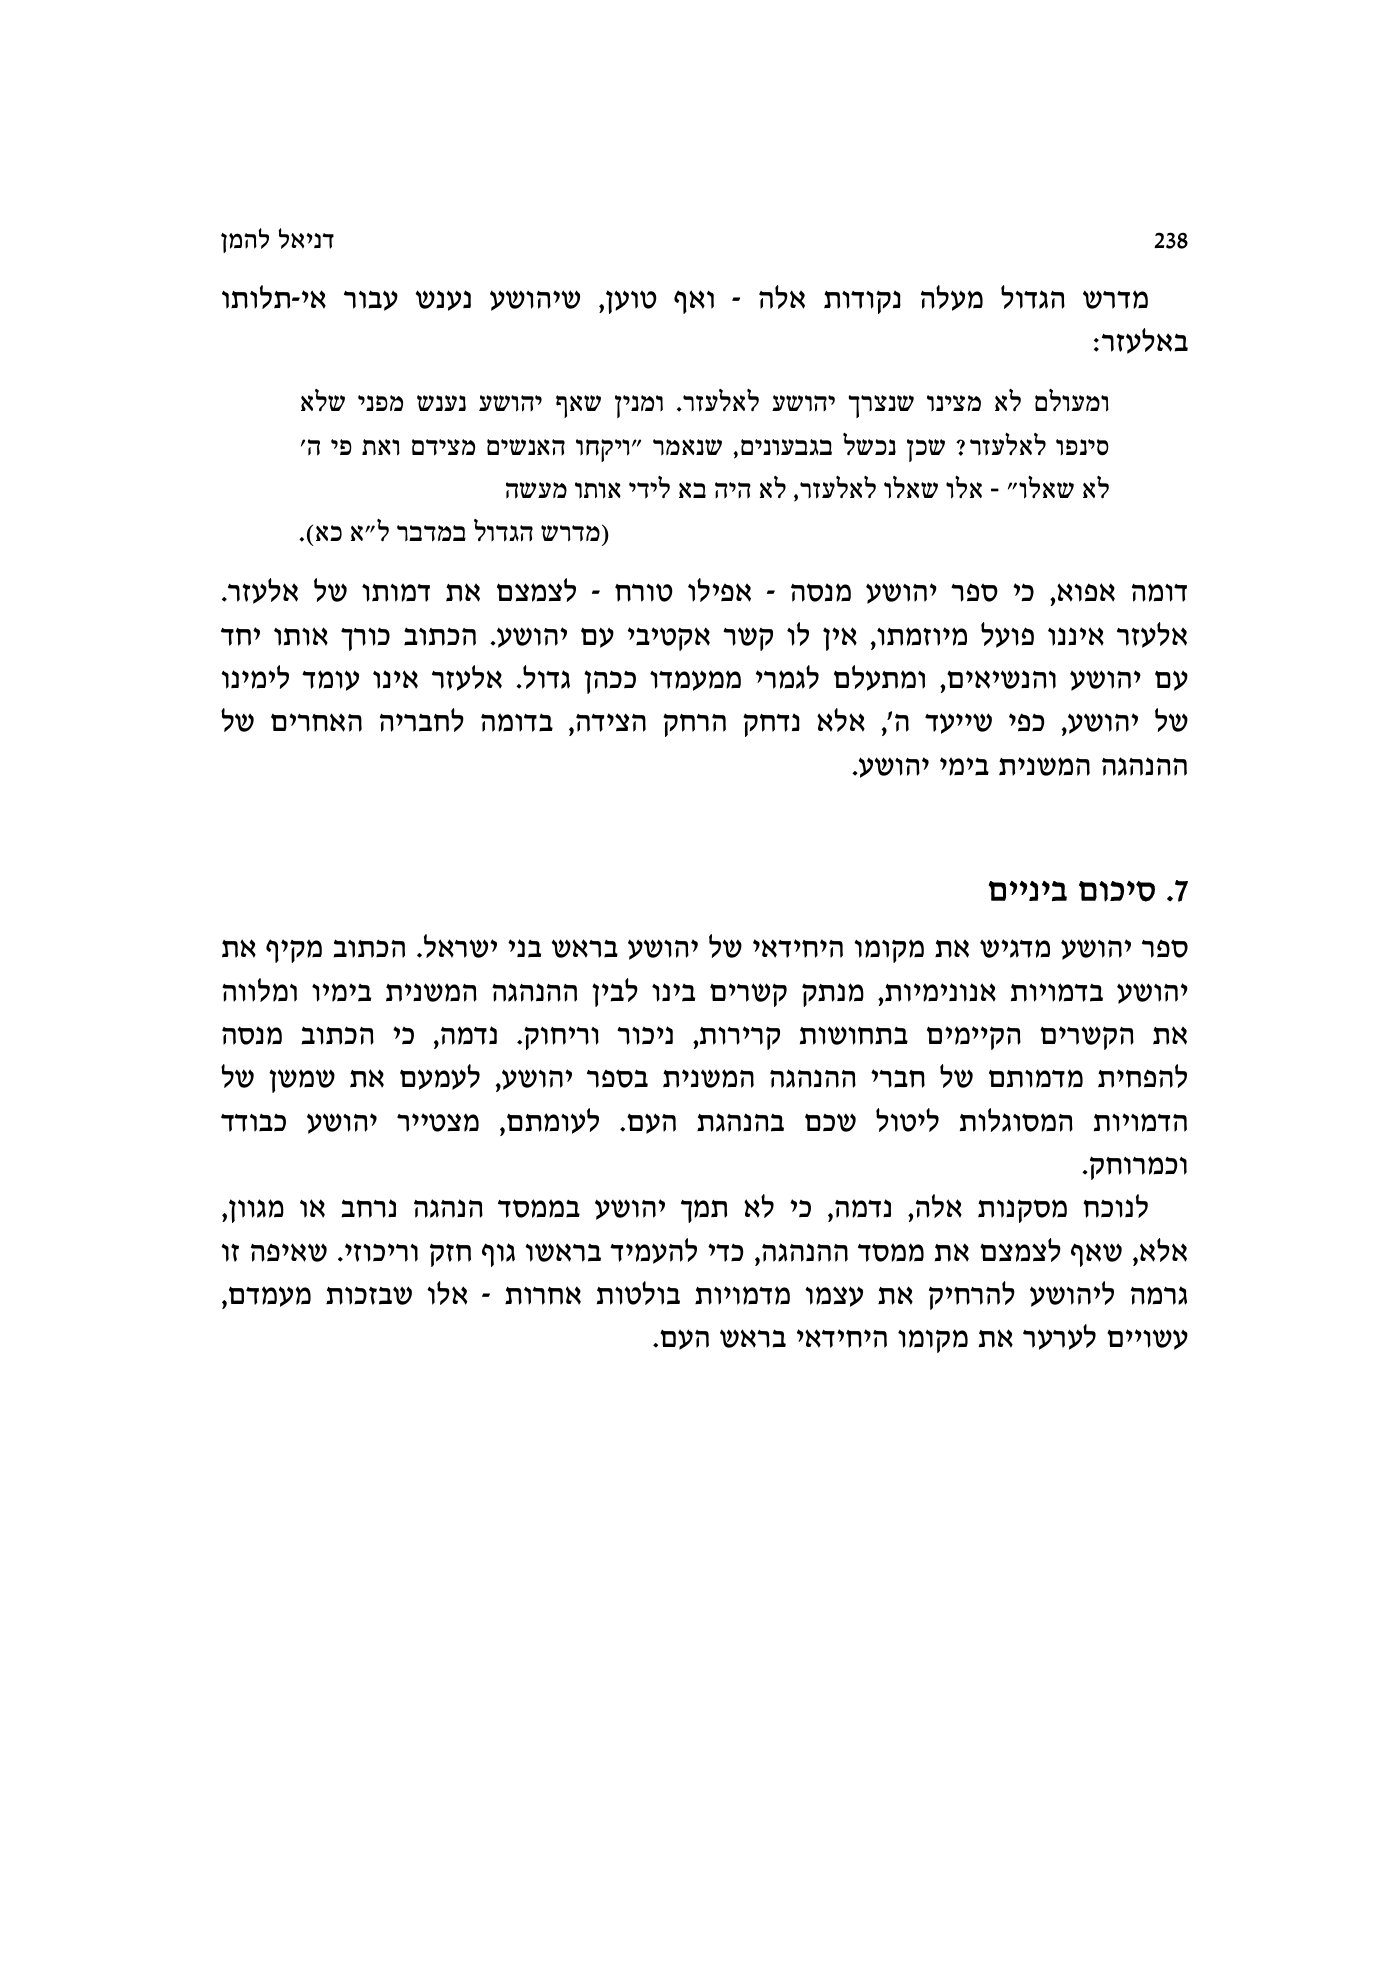 238 דניאל להמן
מדרש הגדול מעלה נקודות אלה - ואף טוען, שיהושע נענש עבור אי-תלותו
באלעזר:
ומעולם לא מצינו שנצרך יהושע לאלעזר. ומנין שאף יהושע נענש מפני שלא
סינפו לאלעזר? שכן נכשל בגבעונים, שנאמר ״ויקחו האנשים מצידם ואת פי ה׳
לא שאלו״ - אלו שאלו לאלעזר, לא היה בא לידי אותו מעשה
(מדרש הגדול במדבר ל״א כא).
דומה אפוא, כי ספר יהושע מנסה - אפילו טורח - לצמצם את דמותו של אלעזר.
אלעזר איננו פועל מיוזמתו, אין לו קשר אקטיבי עם יהושע. הכתוב כורך אותו יחד
עם יהושע והנשיאים, ומתעלם לגמרי ממעמדו ככהן גדול. אלעזר אינו עומד לימינו
של יהושע, כפי שייעד ה׳, אלא נדחק הרחק הצידה, בדומה לחבריה האחרים של
ההנהגה המשנית בימי יהושע.
7. סיכום ביניים
ספר יהושע מדגיש את מקומו היחידאי של יהושע בראש בני ישראל. הכתוב מקיף את
יהושע בדמויות אנונימיות, מנתק קשרים בינו לבין ההנהגה המשנית בימיו ומלווה
את הקשרים הקיימים בתחושות קרירות, ניכור וריחוק. נדמה, כי הכתוב מנסה
להפחית מדמותם של חברי ההנהגה המשנית בספר יהושע, לעמעם את שמשן של
הדמויות המסוגלות ליטול שכם בהנהגת העם. לעומתם, מצטייר יהושע כבודד
וכמרוחק.
לנוכח מסקנות אלה, נדמה, כי לא תמך יהושע בממסד הנהגה נרחב או מגוון,
אלא, שאף לצמצם את ממסד ההנהגה, כדי להעמיד בראשו גוף חזק וריכוזי. שאיפה זו
גרמה ליהושע להרחיק את עצמו מדמויות בולטות אחרות - אלו שבזכות מעמדם,
עשויים לערער את מקומו היחידאי בראש העם.